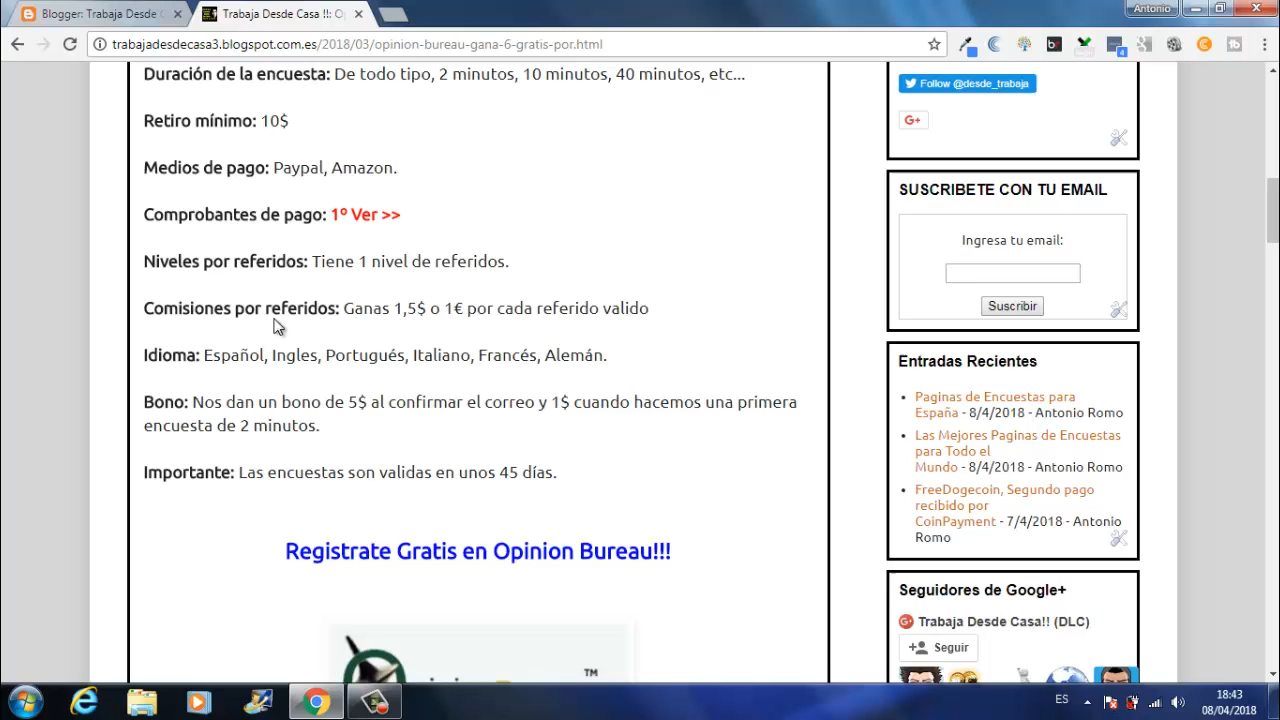 Blogger: Trabaja Desde C
Trabaja Desde Casa !!: Op
Antonio
trabajadesdecasa3.blogspot.com.es/2018/03/opinion-bureau-gana-6-gratis-por.html
4
Duración de la encuesta: De todo tipo, 2 minutos, 10 minutos, 40 minutos, etc...
Retiro mínimo: 10$
Medios de pago: Paypal, Amazon.
Comprobantes de pago: 1º Ver >>
Niveles por referidos: Tiene 1 nivel de referidos.
Comisiones por referidos: Ganas 1,5$ o 1€ por cada referido valido
Idioma: Español, Ingles, Portugués, Italiano, Francés, Alemán.
Bono: Nos dan un bono de 5$ al confirmar el correo y 1$ cuando hacemos una primera
encuesta de 2 minutos.
Importante: Las encuestas son validas en unos 45 días.
Registrate Gratis en Opinion Bureau!!!
TM
Follow @desde_trabaja
G+
SUSCRIBETE CON TU EMAIL
Ingresa tu email:
Suscribir
Entradas Recientes
Paginas de Encuestas para
España - 8/4/2018 - Antonio Romo
Las Mejores Paginas de Encuestas
para Todo el
Mundo - 8/4/2018 - Antonio Romo
FreeDogecoin, Segundo pago
recibido por
CoinPayment - 7/4/2018 - Antonio
Romo
Seguidores de Google+
Trabaja Desde Casa!! (DLC)
Seguir
ES
18:43
08/04/2018